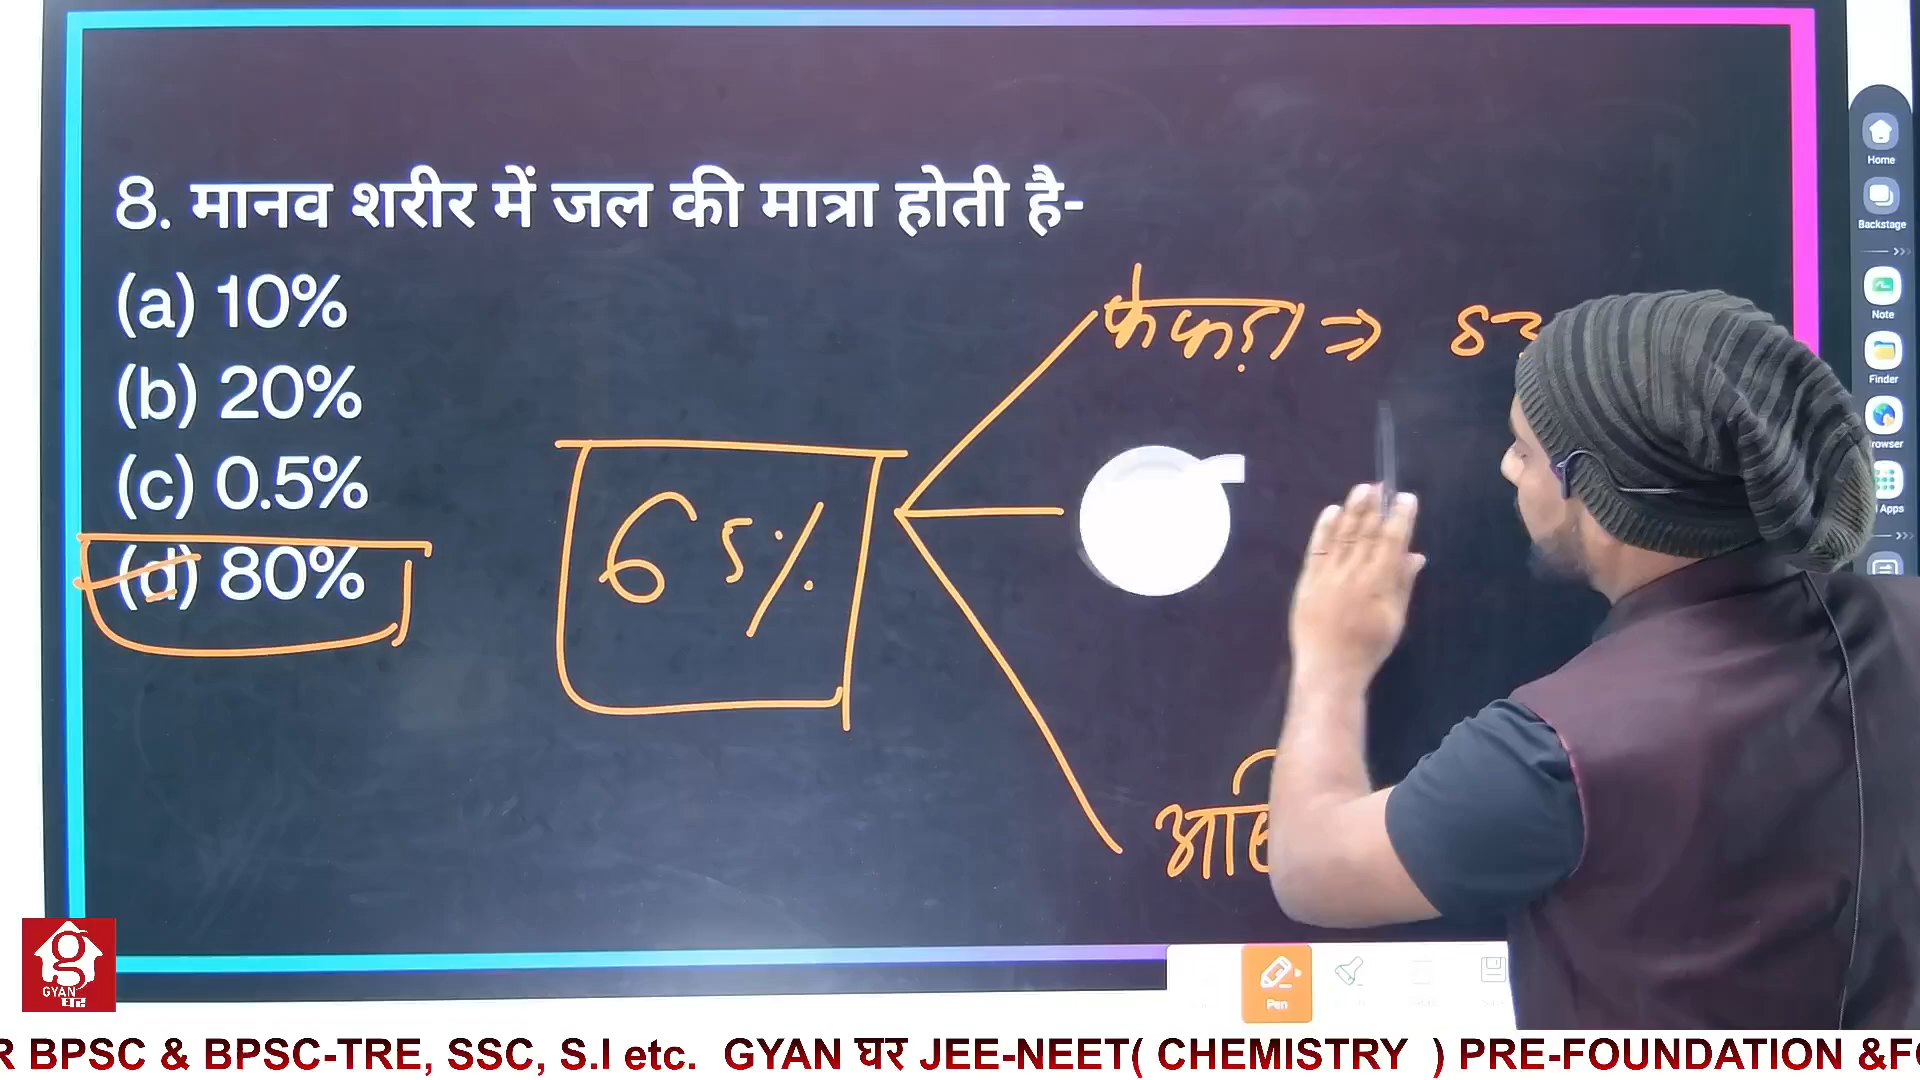 8. मानव शरीर में जल की मात्रा होती है-
(a) 10%
(b) 20%
(c) 0.5%
(d) 80%
65%
Home
Backstage
Note
Finder
rowser
Apps
Pen
GYAN
घर
R BPSC & BPSC-TRE, SSC, S.I etc. GYAN घर JEE-NEET( CHEMISTRY ) PRE-FOUNDATION &F